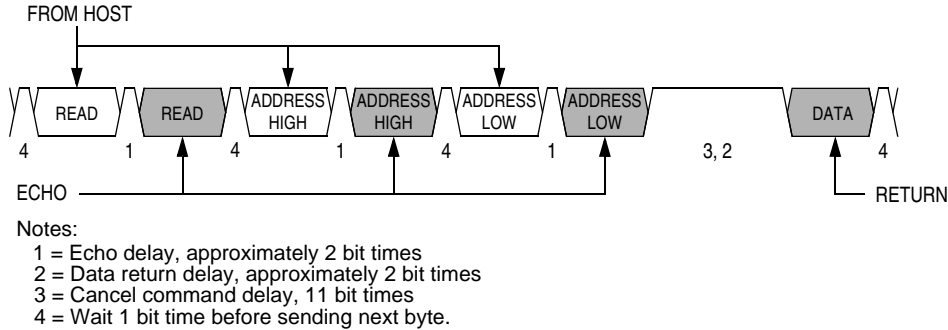 FROM HOST
READ
READ
ADDRESS
HIGH
ADDRESS
HIGH
ADDRESS
LOW
ADDRESS
LOW
DATA
4
1
4
1
4
1
3, 2
4
ECHO
RETURN
Notes:
1 = Echo delay, approximately 2 bit times
2 = Data return delay, approximately 2 bit times
3 = Cancel command delay, 11 bit times
4 = Wait 1 bit time before sending next byte.